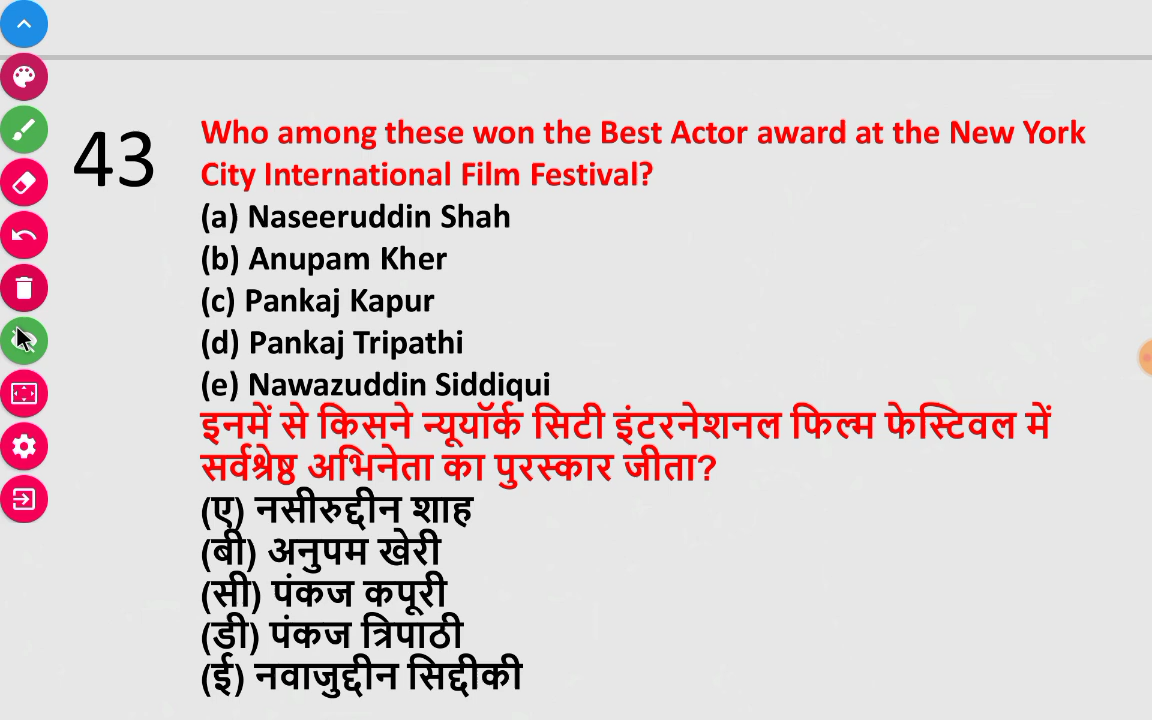 43
Who among these won the Best Actor award at the New York
City International Film Festival?
(a) Naseeruddin Shah
(b) Anupam Kher
(c) Pankaj Kapur
(d) Pankaj Tripathi
(e) Nawazuddin Siddiqui
इनमें से किसने न्यूयॉर्क सिटी इंटरनेशनल फिल्म फेस्टिवल में
सर्वश्रेष्ठ अभिनेता का पुरस्कार जीता?
(ए) नसीरुद्दीन शाह
(बी) अनुपम खेरी
(सी) पंकज कपूरी
(डी) पंकज त्रिपाठी
(ई) नवाजुद्दीन सिद्दीकी